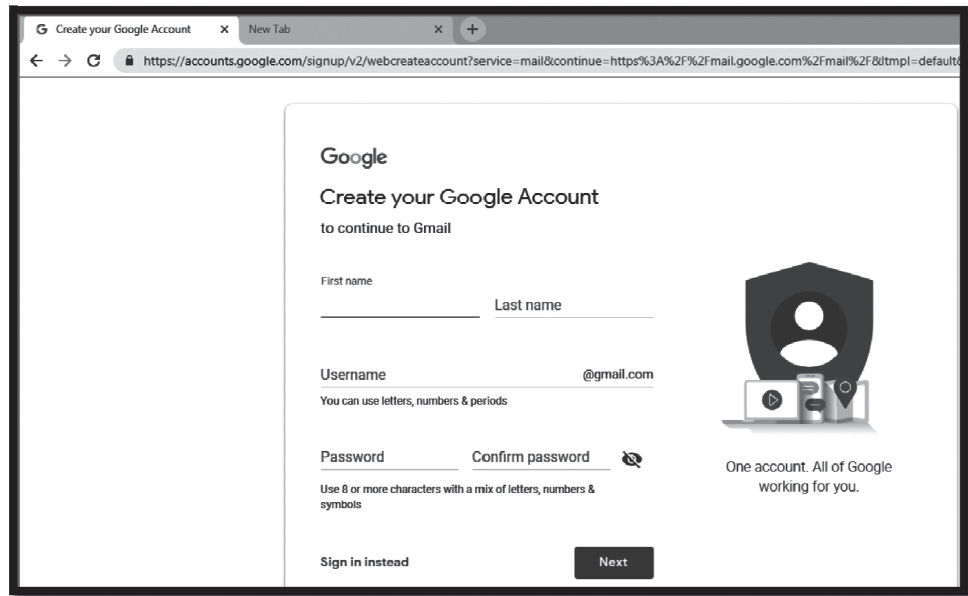 G Create your Google Account × New Tab × +
https://accounts.google.com/signup/v2/webcreateaccount?service=mail&continue=https%3A%2F%2Fmail.google.com%2Fmail%2F&ltmpl=default&
Google
Create your Google Account
to continue to Gmail
First name
Last name
Username @gmail.com
You can use letters, numbers & periods
Password Confirm password
Use 8 or more characters with a mix of letters, numbers &
symbols
One account. All of Google
working for you.
Sign in instead Next